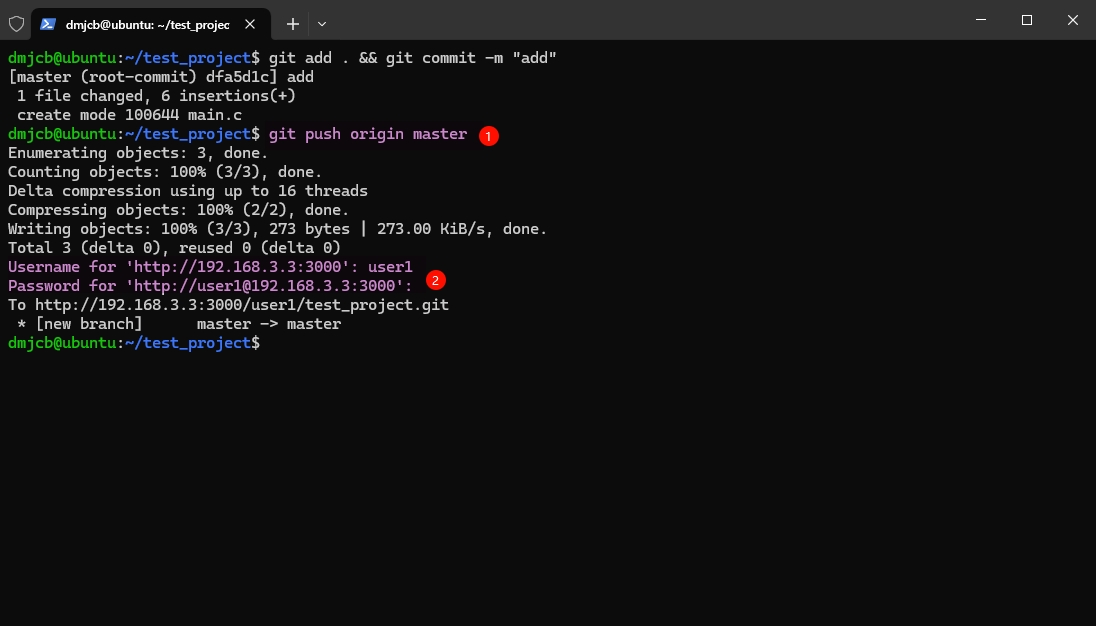 dmjcb@ubuntu: ~/test_projec
dmjcb@ubuntu:~/test_project$ git add . && git commit -m "add"
[master (root-commit) dfa5d1c] add
 1 file changed, 6 insertions(+)
 create mode 100644 main.c
dmjcb@ubuntu:~/test_project$ git push origin master 1
Enumerating objects: 3, done.
Counting objects: 100% (3/3), done.
Delta compression using up to 16 threads
Compressing objects: 100% (2/2), done.
Writing objects: 100% (3/3), 273 bytes | 273.00 KiB/s, done.
Total 3 (delta 0), reused 0 (delta 0)
Username for 'http://192.168.3.3:3000': user1
Password for 'http://user1@192.168.3.3:3000': 2
To http://192.168.3.3:3000/user1/test_project.git
 * [new branch]      master -> master
dmjcb@ubuntu:~/test_project$